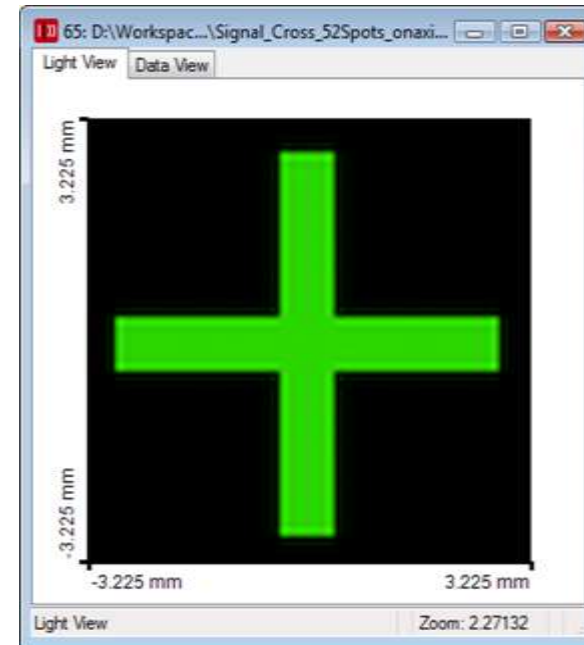 65: D:\Workspac...\Signal_Cross_52Spots_onaxi...
Light View Data View
3.225 mm
-3.225 mm
-3.225 mm 3.225 mm
Light View Zoom: 2.27132